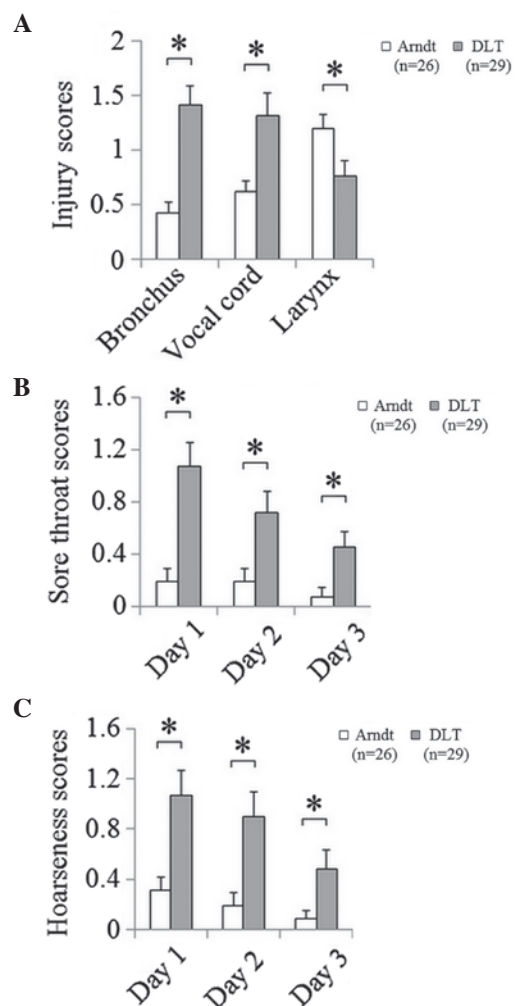 A
2
1.5
1
0.5
0
Injury scores
* * *
Arndt DLT
(n=26) (n=29)
Bronchus
Vocal cord
Larynx
B
1.6
1.2
0.8
0.4
0
Sore throat scores
* * *
Arndt DLT
(n=26) (n=29)
Day 1
Day 2
Day 3
C
1.6
1.2
0.8
0.4
0
Hoarseness scores
* * *
Arndt DLT
(n=26) (n=29)
Day 1
Day 2
Day 3